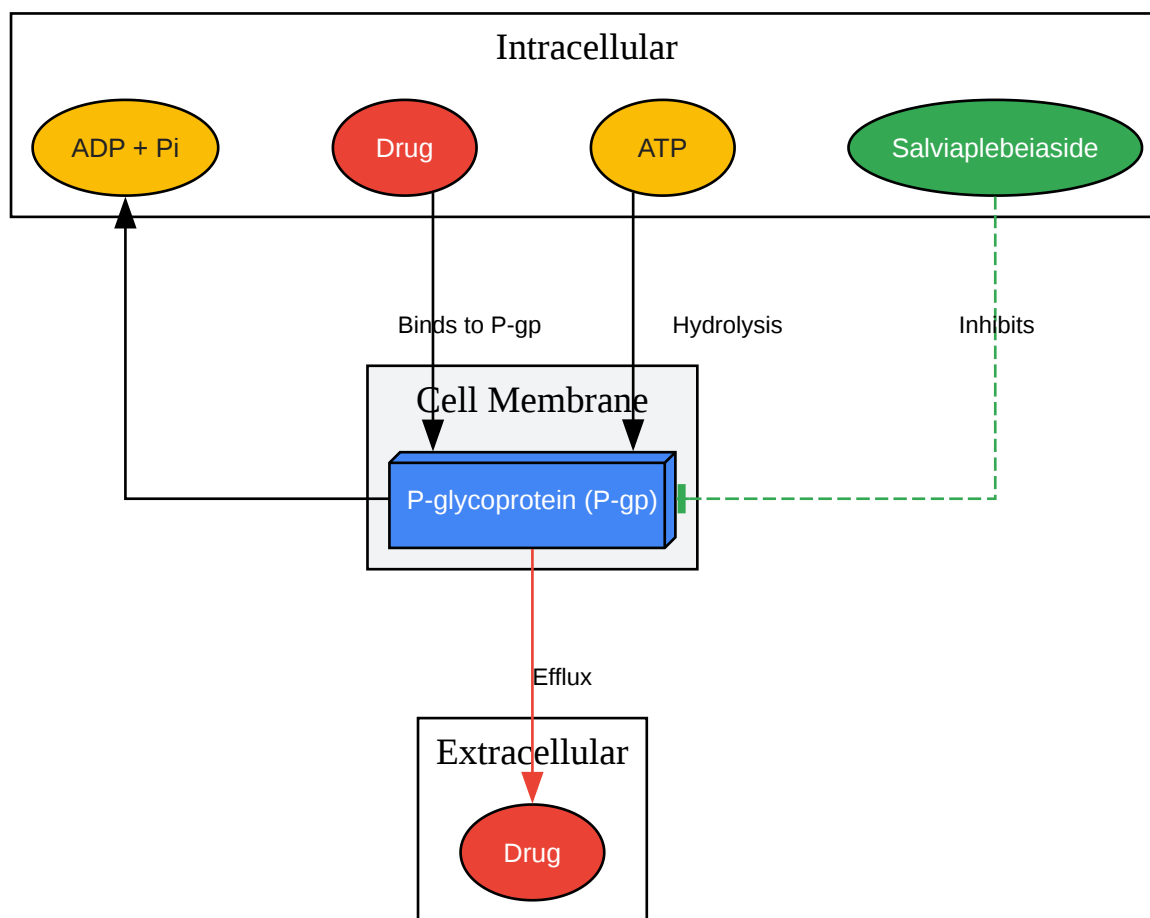 Intracellular
ADP + Pi
Drug
ATP
Salviaplebeiaside
Binds to P-gp
Hydrolysis
Inhibits
Cell Membrane
P-glycoprotein (P-gp)
Efflux
Extracellular
Drug